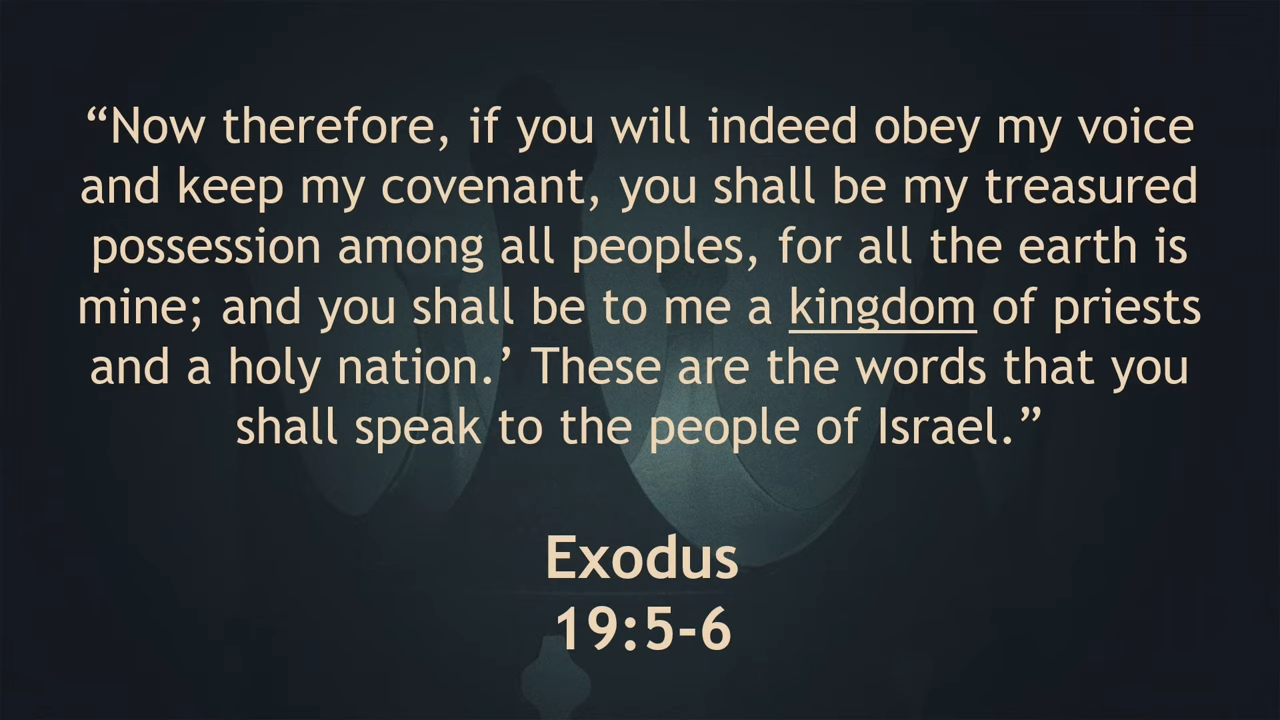 “Now therefore, if you will indeed obey my voice
and keep my covenant, you shall be my treasured
possession among all peoples, for all the earth is
mine; and you shall be to me a kingdom of priests
and a holy nation.’ These are the words that you
shall speak to the people of Israel.”
Exodus
19:5-6